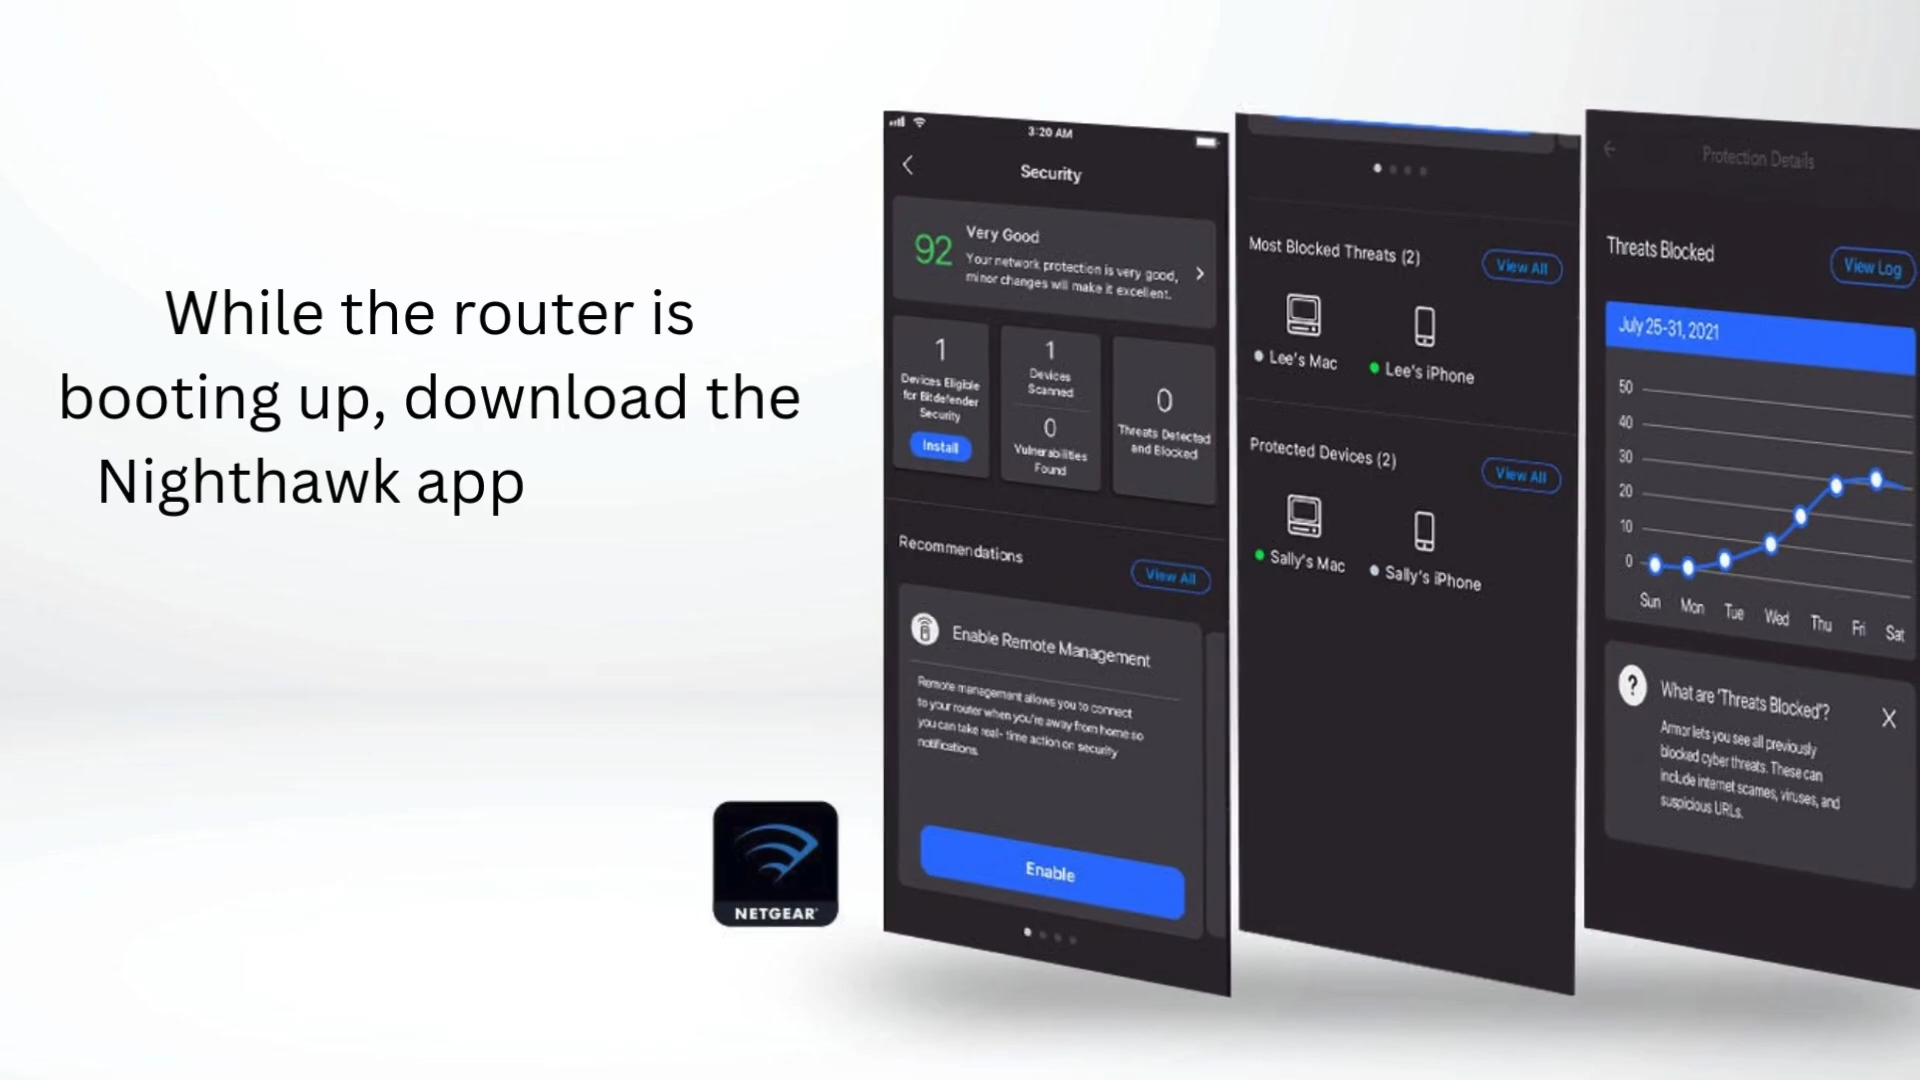 While the router is
booting up, download the
Nighthawk app
NETGEAR
3:20 AM
Security
92
Very Good
Your network protection is very good,
minor changes will make it excellent.
1
Devices Eligible
for Bitdefender
Security
Install
1
Devices
Scanned
0
Vulnerabilities
Found
0
Threats Detected
and Blocked
Recommendations
View All
Enable Remote Management
Remote management allows you to connect
to your router when you're away from home so
you can take real- time action on security
notifications.
Enable
Most Blocked Threats (2)
View All
Lee's Mac
Lee's iPhone
Protected Devices (2)
View All
Sally's Mac
Sally's iPhone
Protection Details
Threats Blocked
View Log
July 25-31, 2021
50
40
30
20
10
0
Sun Mon Tue Wed Thu Fri Sat
What are 'Threats Blocked'?
Armor lets you see all previously
blocked cyber threats. These can
include internet scames, viruses, and
suspicious URLs.